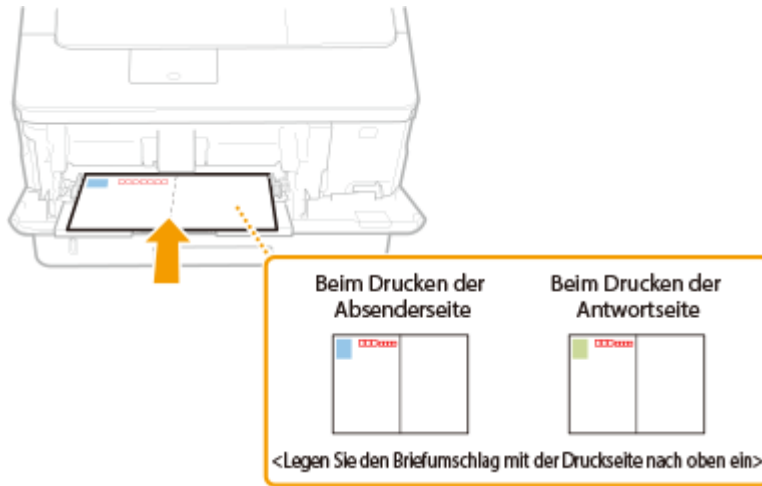 Beim Drucken der
Absenderseite
Beim Drucken der
Antwortseite
<Legen Sie den Briefumschlag mit der Druckseite nach oben ein>